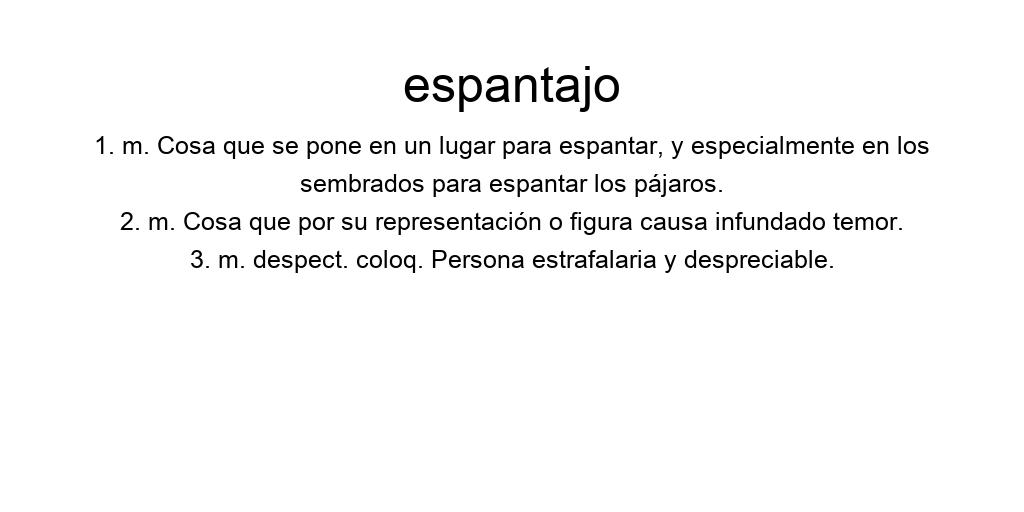 espantajo
1. m. Cosa que se pone en un lugar para espantar, y especialmente en los
sembrados para espantar los pájaros.
2. m. Cosa que por su representación o figura causa infundado temor.
3. m. despect. coloq. Persona estrafalaria y despreciable.